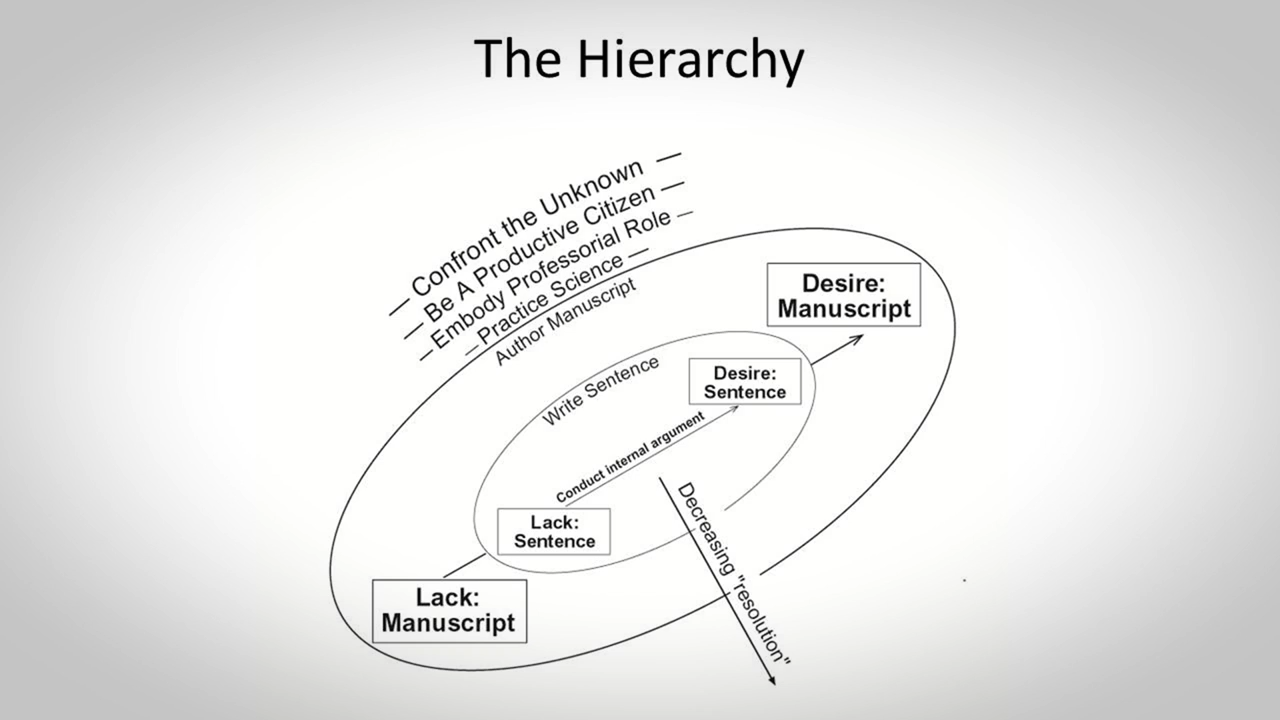 The Hierarchy
Confront the Unknown
Be A Productive Citizen
Embody Professorial Role
Practice Science
Author Manuscript
Desire:
Manuscript
Write Sentence
Desire:
Sentence
Conduct internal argument
Lack:
Sentence
Lack:
Manuscript
Decreasing "resolution"